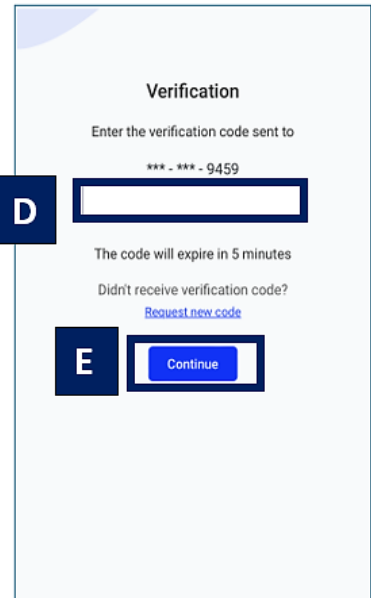 Verification
Enter the verification code sent to
*** - *** - 9459
D
The code will expire in 5 minutes
Didn't receive verification code?
Request new code
E
Continue